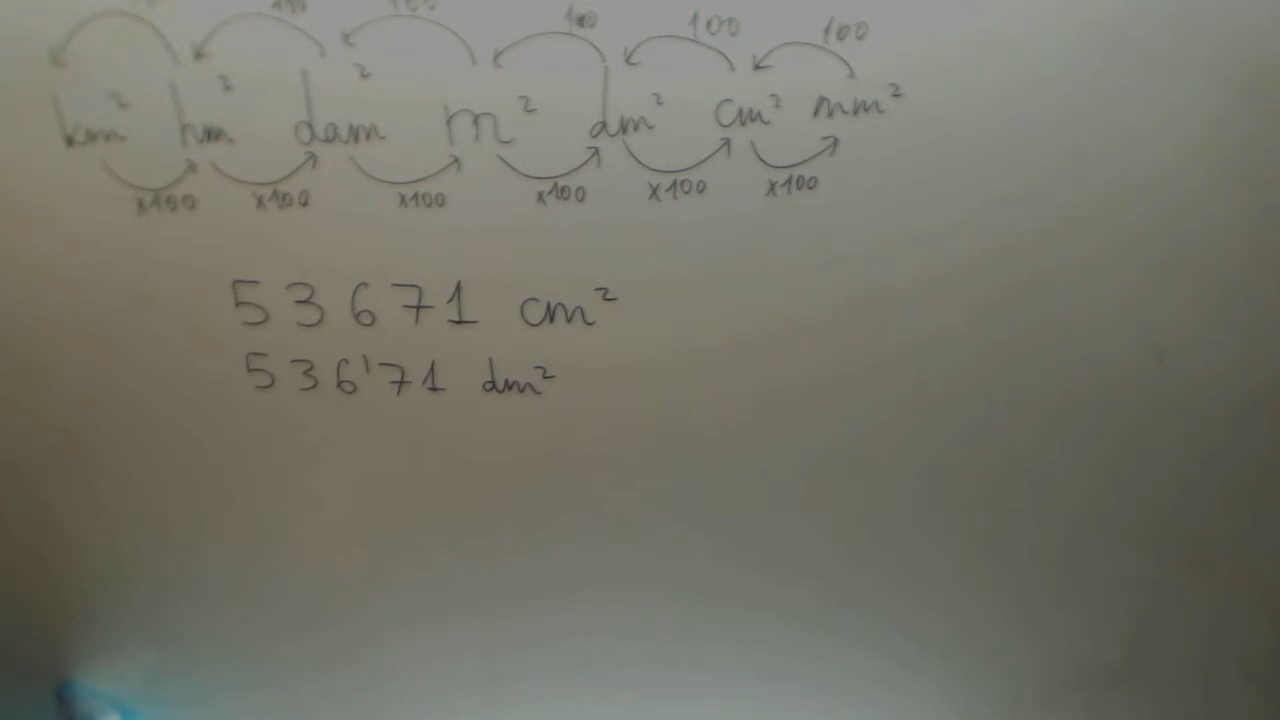 100 100 100 100
km² hm² dam² m² dm² cm² mm²
x100 x100 x100 x100 x100 x100
53671 cm²
536'71 dm²